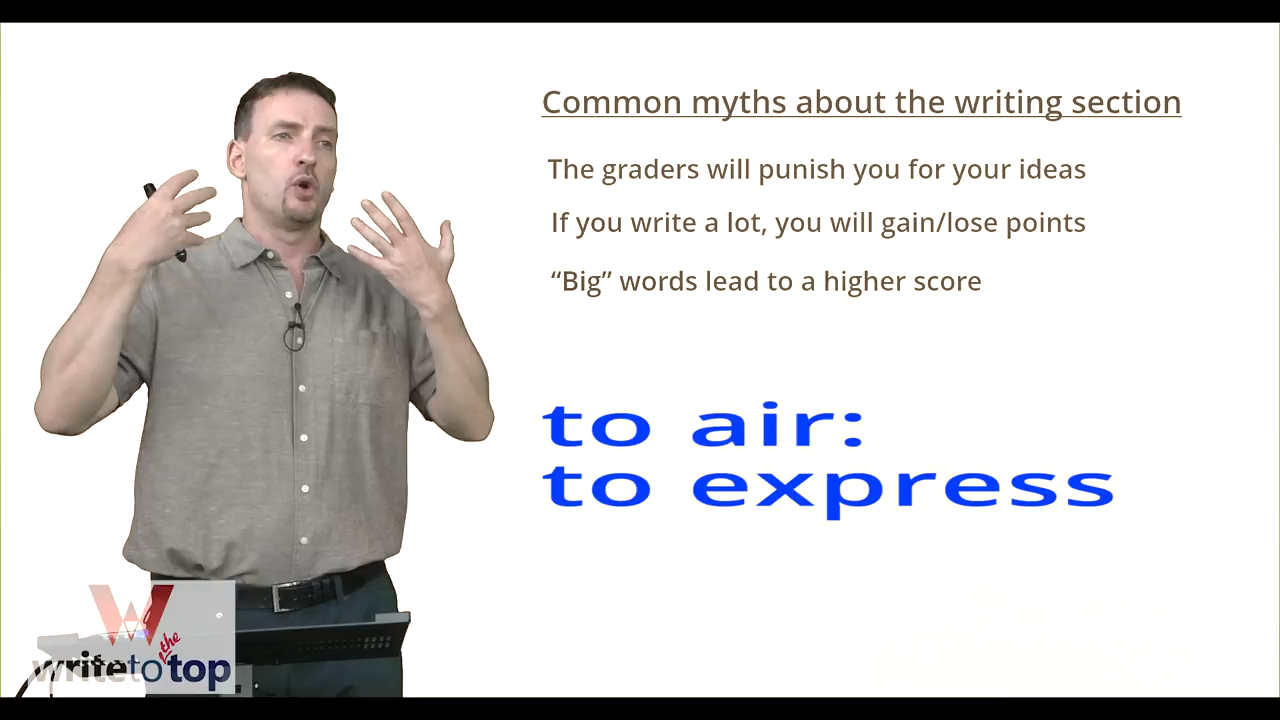 Common myths about the writing section
The graders will punish you for your ideas
If you write a lot, you will gain/lose points
“Big” words lead to a higher score
to air:
to express
write to the top